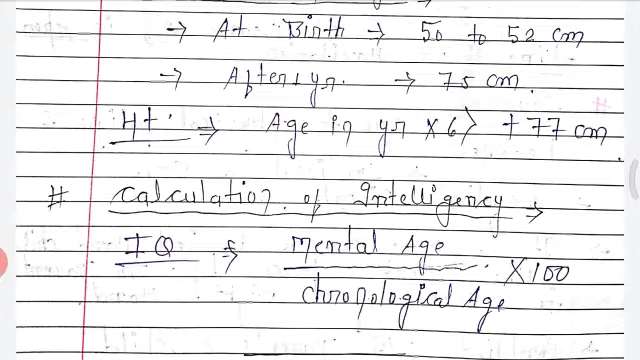 → At Birth → 50 to 52 cm
→ After 1 yr. → 75 cm.
Ht. → Age in yr × 6 > + 77 cm.
# Calculation of Intelligency →
IQ → Mental Age × 100
Chronological Age